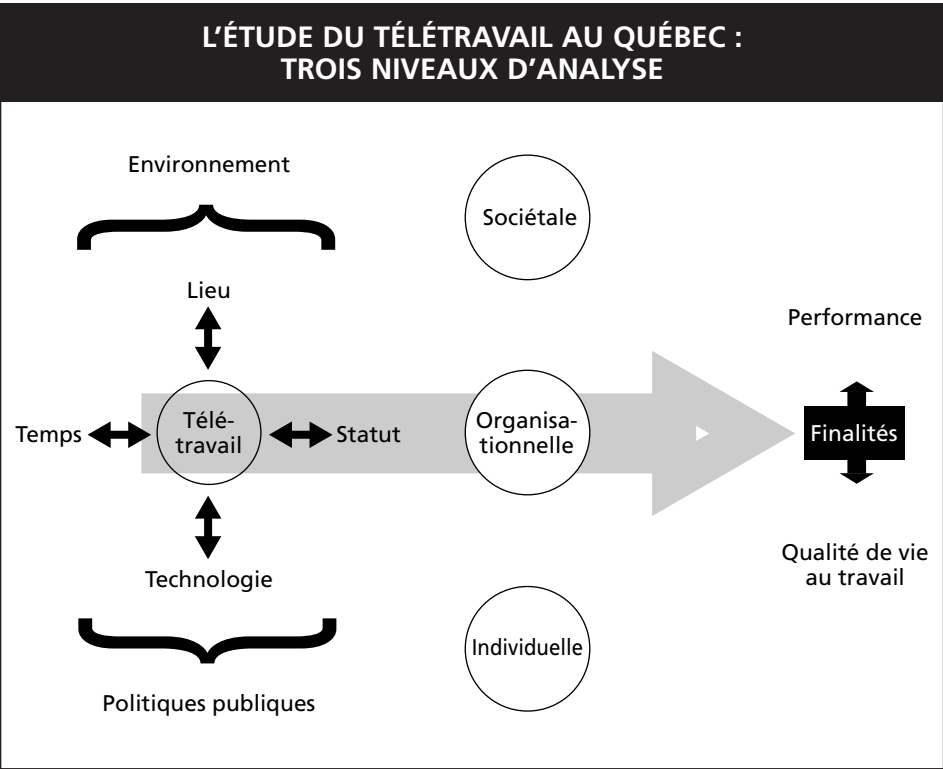 L'ÉTUDE DU TÉLÉTRAVAIL AU QUÉBEC :
TROIS NIVEAUX D'ANALYSE
Environnement
Sociétale
Lieu
Performance
Temps
Télé-
travail
Statut
Organisa-
tionnelle
Finalités
Technologie
Qualité de vie
au travail
Individuelle
Politiques publiques